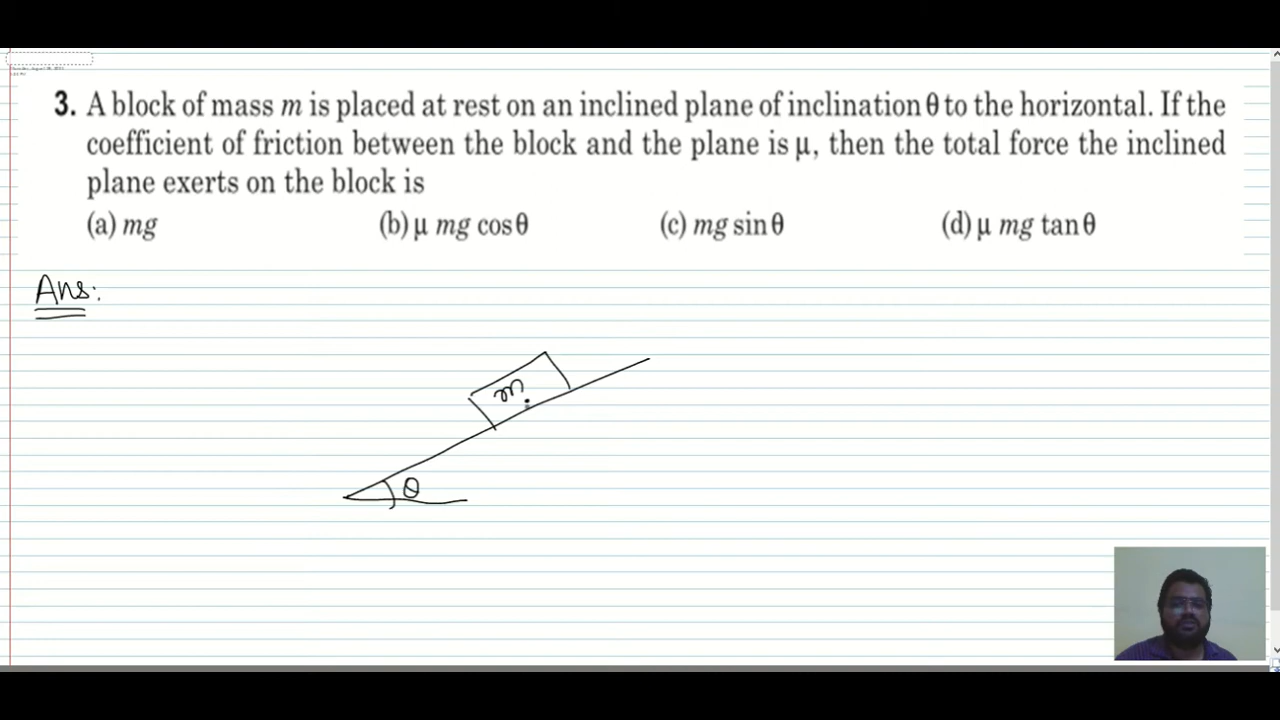 3. A block of mass m is placed at rest on an inclined plane of inclination θ to the horizontal. If the
coefficient of friction between the block and the plane is μ, then the total force the inclined
plane exerts on the block is
(a) mg (b) μ mg cosθ (c) mg sinθ (d) μ mg tanθ
Ans:
m
θ